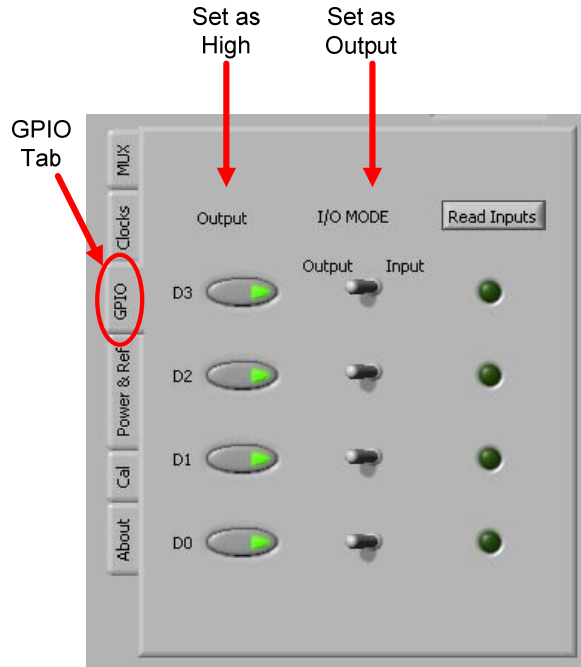 Set as
High
Set as
Output
GPIO
Tab
MUX
Clocks
GPIO
Power & Ref
Cal
About
Output
I/O MODE
Read Inputs
Output
Input
D3
D2
D1
D0